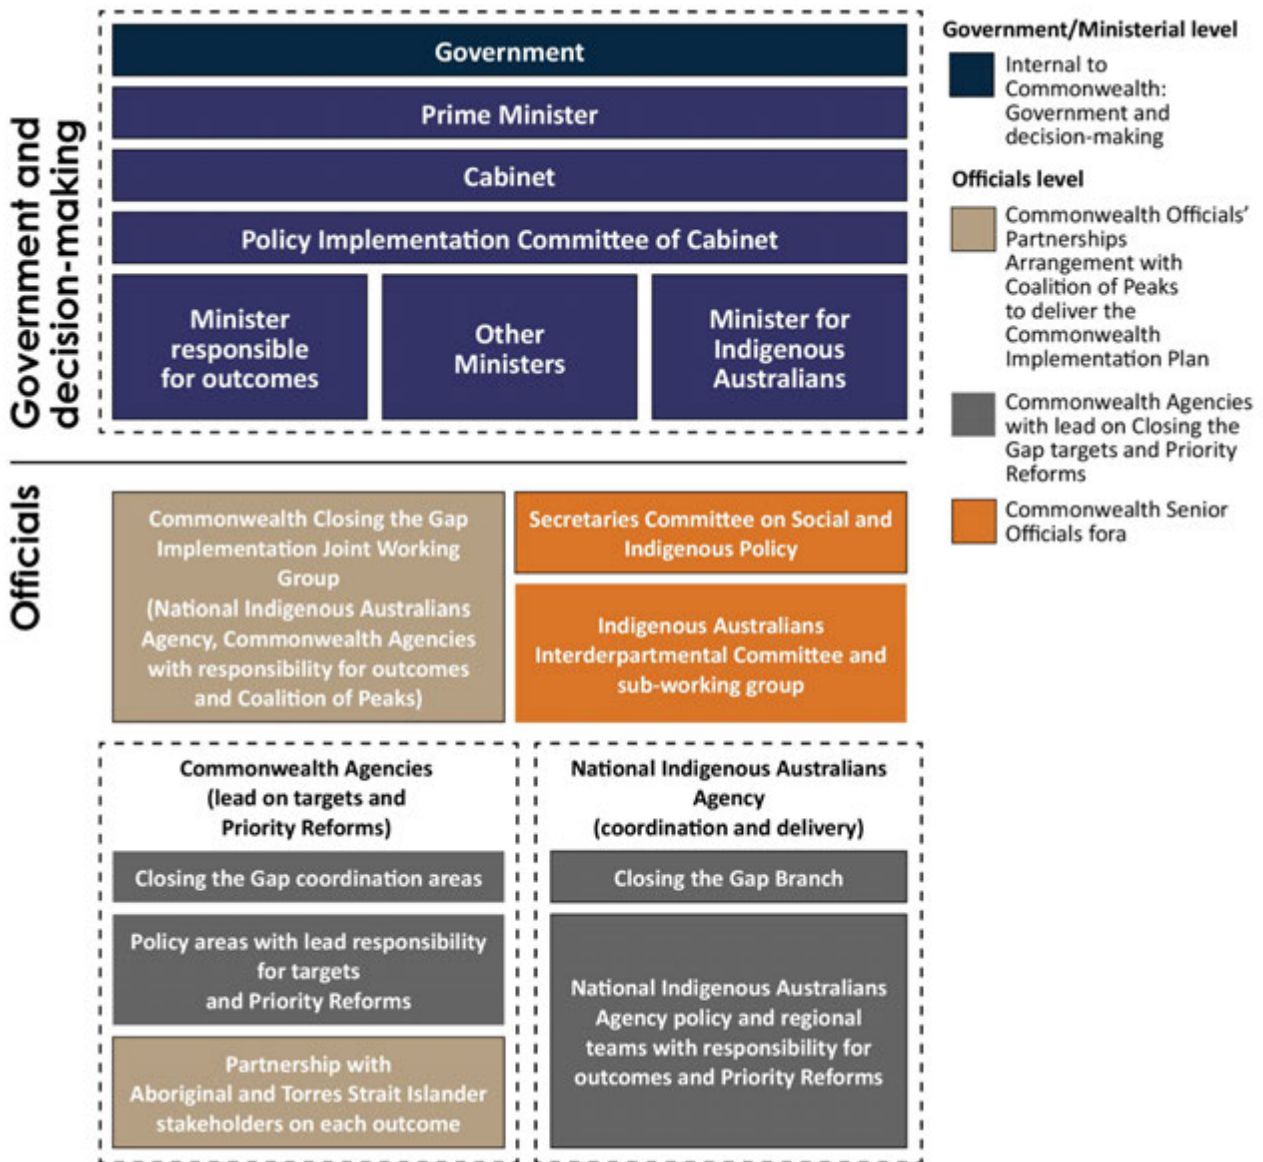 Government and
decision-making
Government
Prime Minister
Cabinet
Policy Implementation Committee of Cabinet
Minister
responsible
for outcomes
Other
Ministers
Minister for
Indigenous
Australians
Government/Ministerial level
Internal to
Commonwealth:
Government and
decision-making
Officials level
Commonwealth Officials’
Partnerships
Arrangement with
Coalition of Peaks
to deliver the
Commonwealth
Implementation Plan
Commonwealth Agencies
with lead on Closing the
Gap targets and Priority
Reforms
Commonwealth Senior
Officials fora
Officials
Commonwealth Closing the Gap
Implementation Joint Working
Group
(National Indigenous Australians
Agency, Commonwealth Agencies
with responsibility for outcomes
and Coalition of Peaks)
Secretaries Committee on Social and
Indigenous Policy
Indigenous Australians
Interderpartmental Committee and
sub-working group
Commonwealth Agencies
(lead on targets and
Priority Reforms)
Closing the Gap coordination areas
Policy areas with lead responsibility
for targets
and Priority Reforms
Partnership with
Aboriginal and Torres Strait Islander
stakeholders on each outcome
National Indigenous Australians
Agency
(coordination and delivery)
Closing the Gap Branch
National Indigenous Australians
Agency policy and regional
teams with responsibility for
outcomes and Priority Reforms